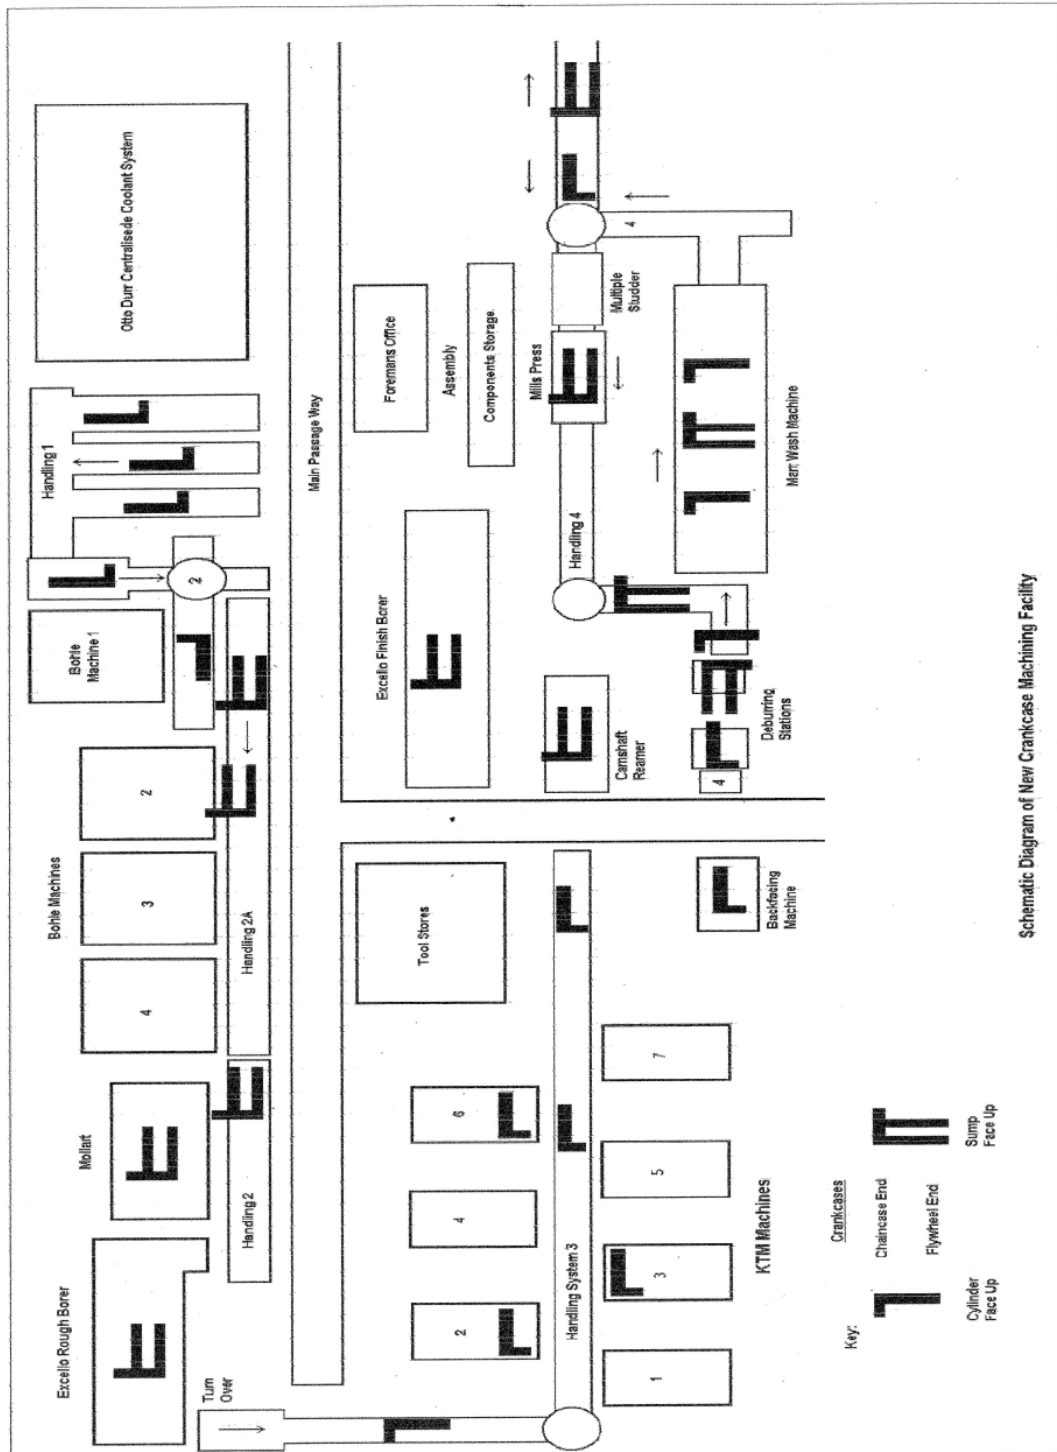 Otto Durr Centralisede Coolant System
Handling 1
2
Bohle
Machine 1
Bohle Machines
2
3
4
Handling 2A
Mollart
Handling 2
Excello Rough Borer
Turn
Over
Main Passage Way
Foremans Office
Assembly
Components Storage
Mills Press
Multiple
Studder
4
Excello Finish Borer
Handling 4
Marr Wash Machine
Camshaft
Reamer
Deburring
Stations
4
Tool Stores
Backfacing
Machine
6
4
2
Handling System 3
7
5
3
1
KTM Machines
Key:
Crankcases
Chaincase End
Flywheel End
Cylinder
Face Up
Sump
Face Up
Schematic Diagram of New Crankcase Machining Facility